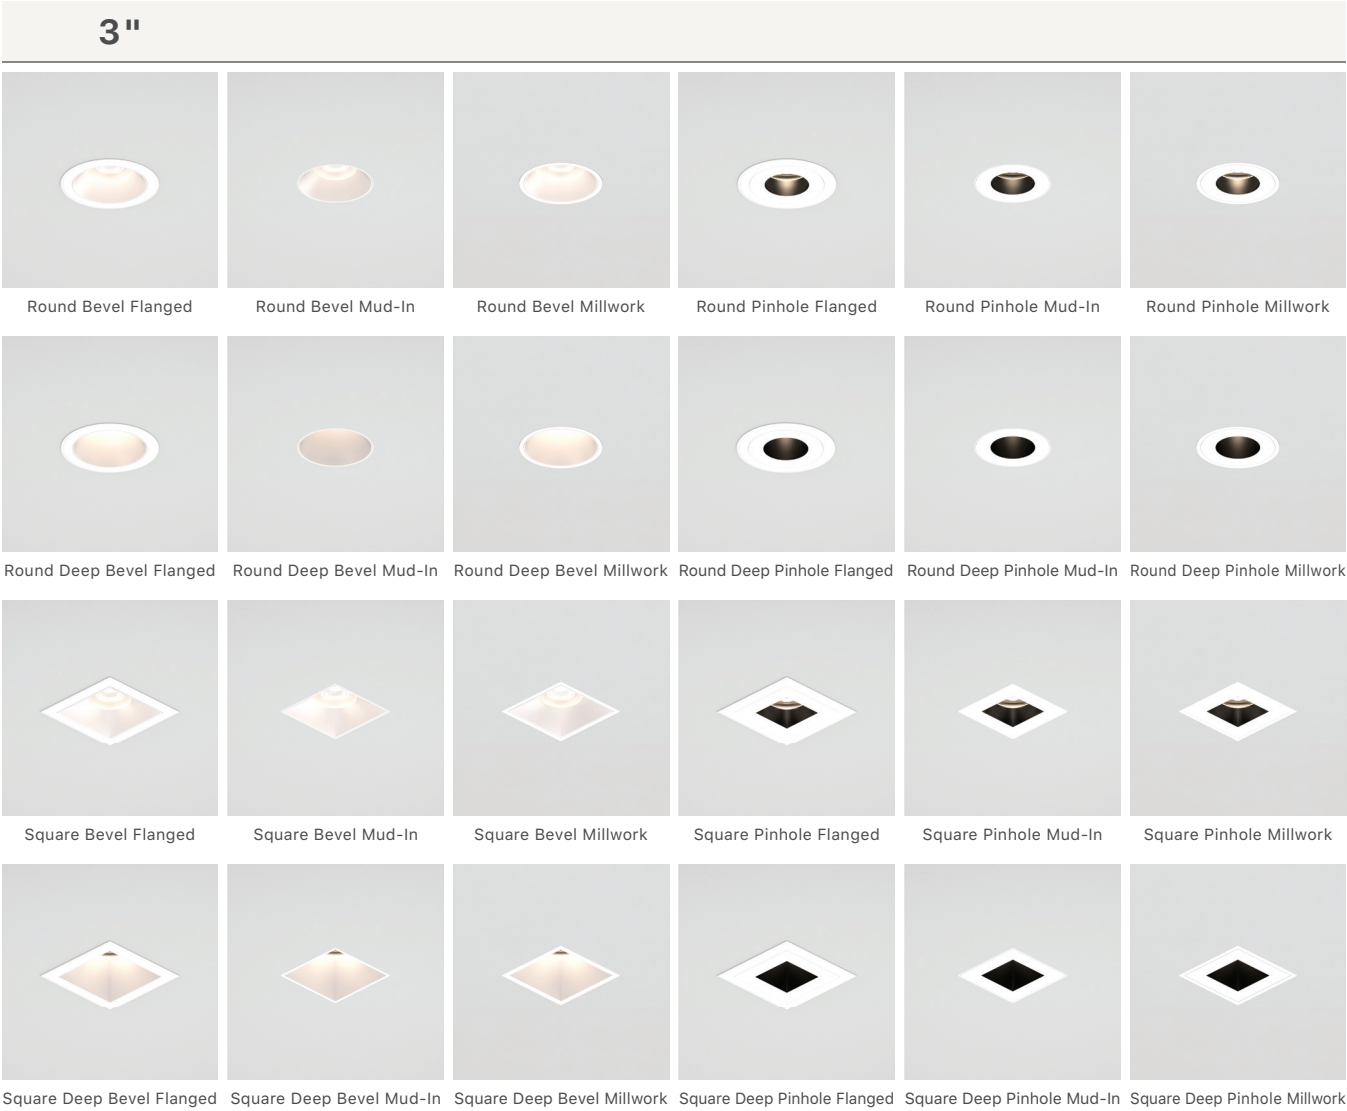 3"
Round Bevel Flanged
Round Bevel Mud-In
Round Bevel Millwork
Round Pinhole Flanged
Round Pinhole Mud-In
Round Pinhole Millwork
Round Deep Bevel Flanged
Round Deep Bevel Mud-In
Round Deep Bevel Millwork
Round Deep Pinhole Flanged
Round Deep Pinhole Mud-In
Round Deep Pinhole Millwork
Square Bevel Flanged
Square Bevel Mud-In
Square Bevel Millwork
Square Pinhole Flanged
Square Pinhole Mud-In
Square Pinhole Millwork
Square Deep Bevel Flanged
Square Deep Bevel Mud-In
Square Deep Bevel Millwork
Square Deep Pinhole Flanged
Square Deep Pinhole Mud-In
Square Deep Pinhole Millwork